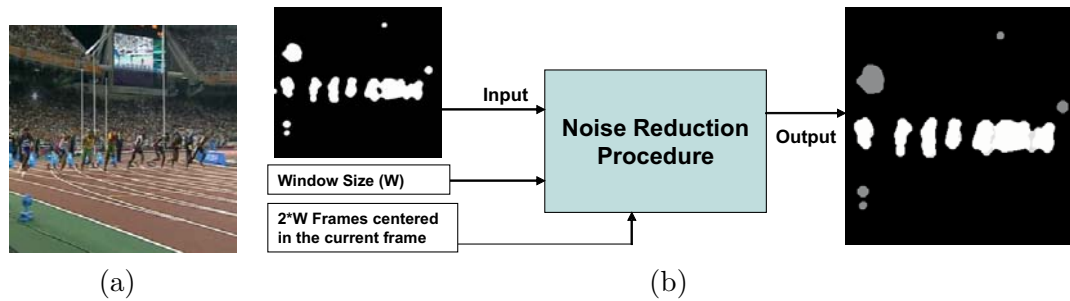 Input
Noise Reduction
Procedure
Output
Window Size (W)
2*W Frames centered
in the current frame
(a)
(b)